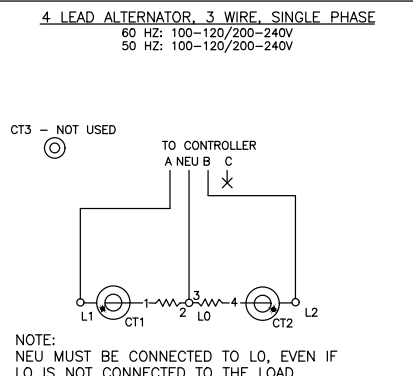 4 LEAD ALTERNATOR, 3 WIRE, SINGLE PHASE
60 HZ: 100-120/200-240V
50 HZ: 100-120/200-240V
CT3 - NOT USED
TO CONTROLLER
A NEU B C
1 2 3 L0 4
L1 CT1 CT2 L2
NOTE:
NEU MUST BE CONNECTED TO L0, EVEN IF
L0 IS NOT CONNECTED TO THE LOAD